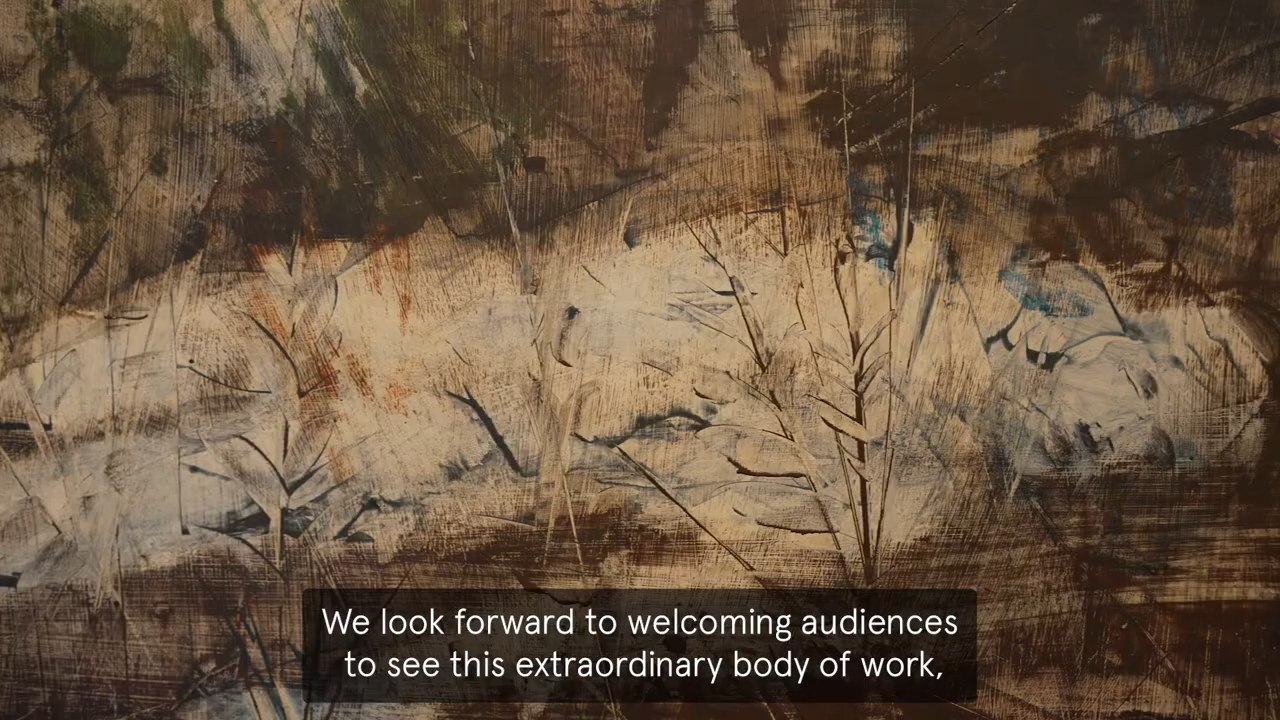 We look forward to welcoming audiences
to see this extraordinary body of work,